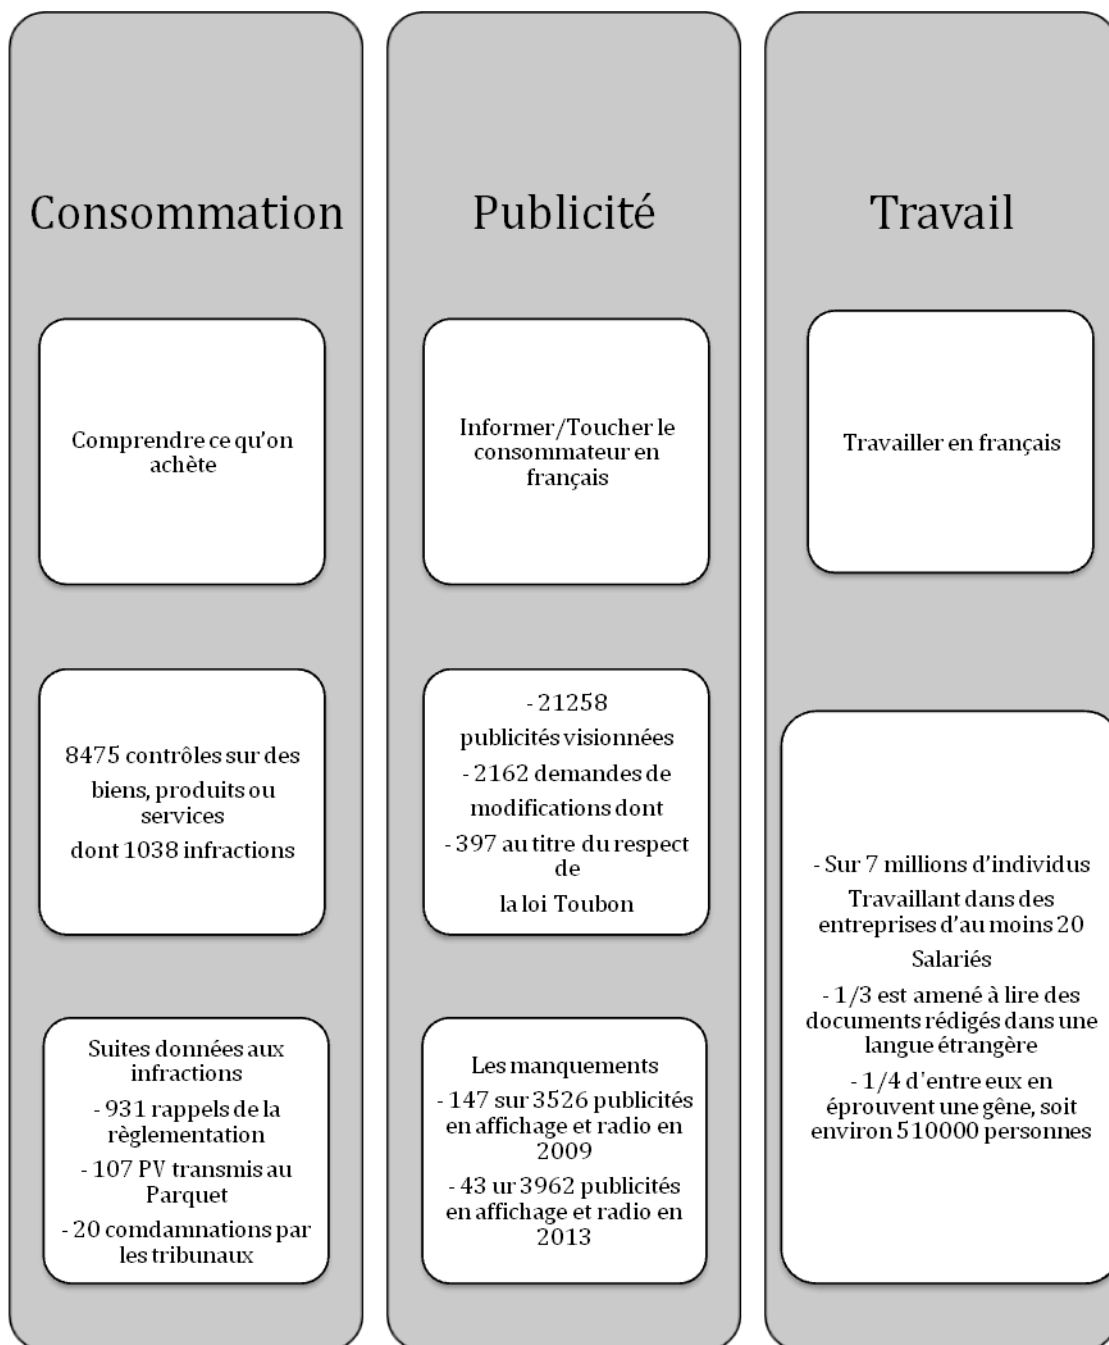 Consommation
Comprendre ce qu'on
achète
8475 contrôles sur des
biens, produits ou
services
dont 1038 infractions
Suites données aux
infractions
- 931 rappels de la
règlementation
- 107 PV transmis au
Parquet
- 20 comdamnations par
les tribunaux
Publicité
Informer/Toucher le
consommateur en
français
- 21258
publicités visionnées
- 2162 demandes de
modifications dont
- 397 au titre du respect
de
la loi Toubon
Les manquements
- 147 sur 3526 publicités
en affichage et radio en
2009
- 43 ur 3962 publicités
en affichage et radio en
2013
Travail
Travailler en français
- Sur 7 millions d'individus
Travaillant dans des
entreprises d'au moins 20
Salariés
- 1/3 est amené à lire des
documents rédigés dans une
langue étrangère
- 1/4 d'entre eux en
éprouvent une gêne, soit
environ 510000 personnes